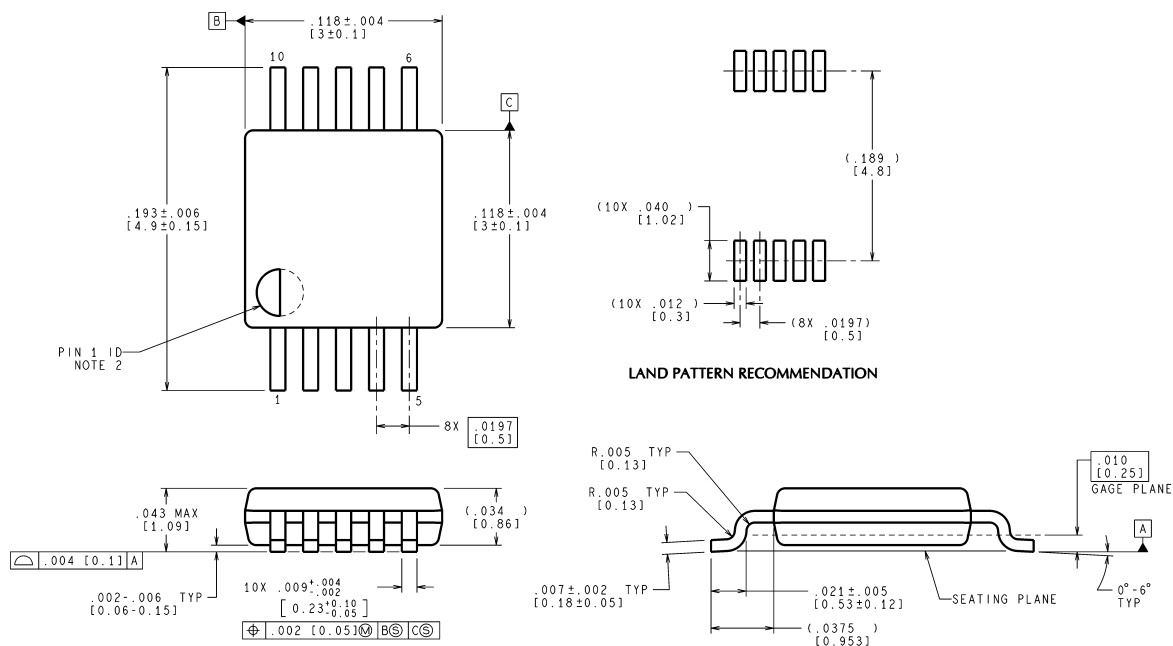 B
.118±.004
[3±0.1]
10
6
C
.193±.006
[4.9±0.15]
.118±.004
[3±0.1]
PIN 1 ID
NOTE 2
1
5
8X .0197
[0.5]
(.189 )
[4.8]
(10X .040 )
[1.02]
(10X .012 )
[0.3]
(8X .0197)
[0.5]
LAND PATTERN RECOMMENDATION
.043 MAX
[1.09]
(.034 )
[0.86]
⌓ .004 [0.1] A
.002-.006 TYP
[0.06-0.15]
10X .009 +.004 -.002
[ 0.23 +0.10 -0.05 ]
⌖ .002 [0.05]Ⓜ BⓈ CⓈ
R.005 TYP
[0.13]
R.005 TYP
[0.13]
.010
[0.25]
GAGE PLANE
A
.007±.002 TYP
[0.18±0.05]
.021±.005
[0.53±0.12]
(.0375 )
[0.953]
SEATING PLANE
0°-6°
TYP